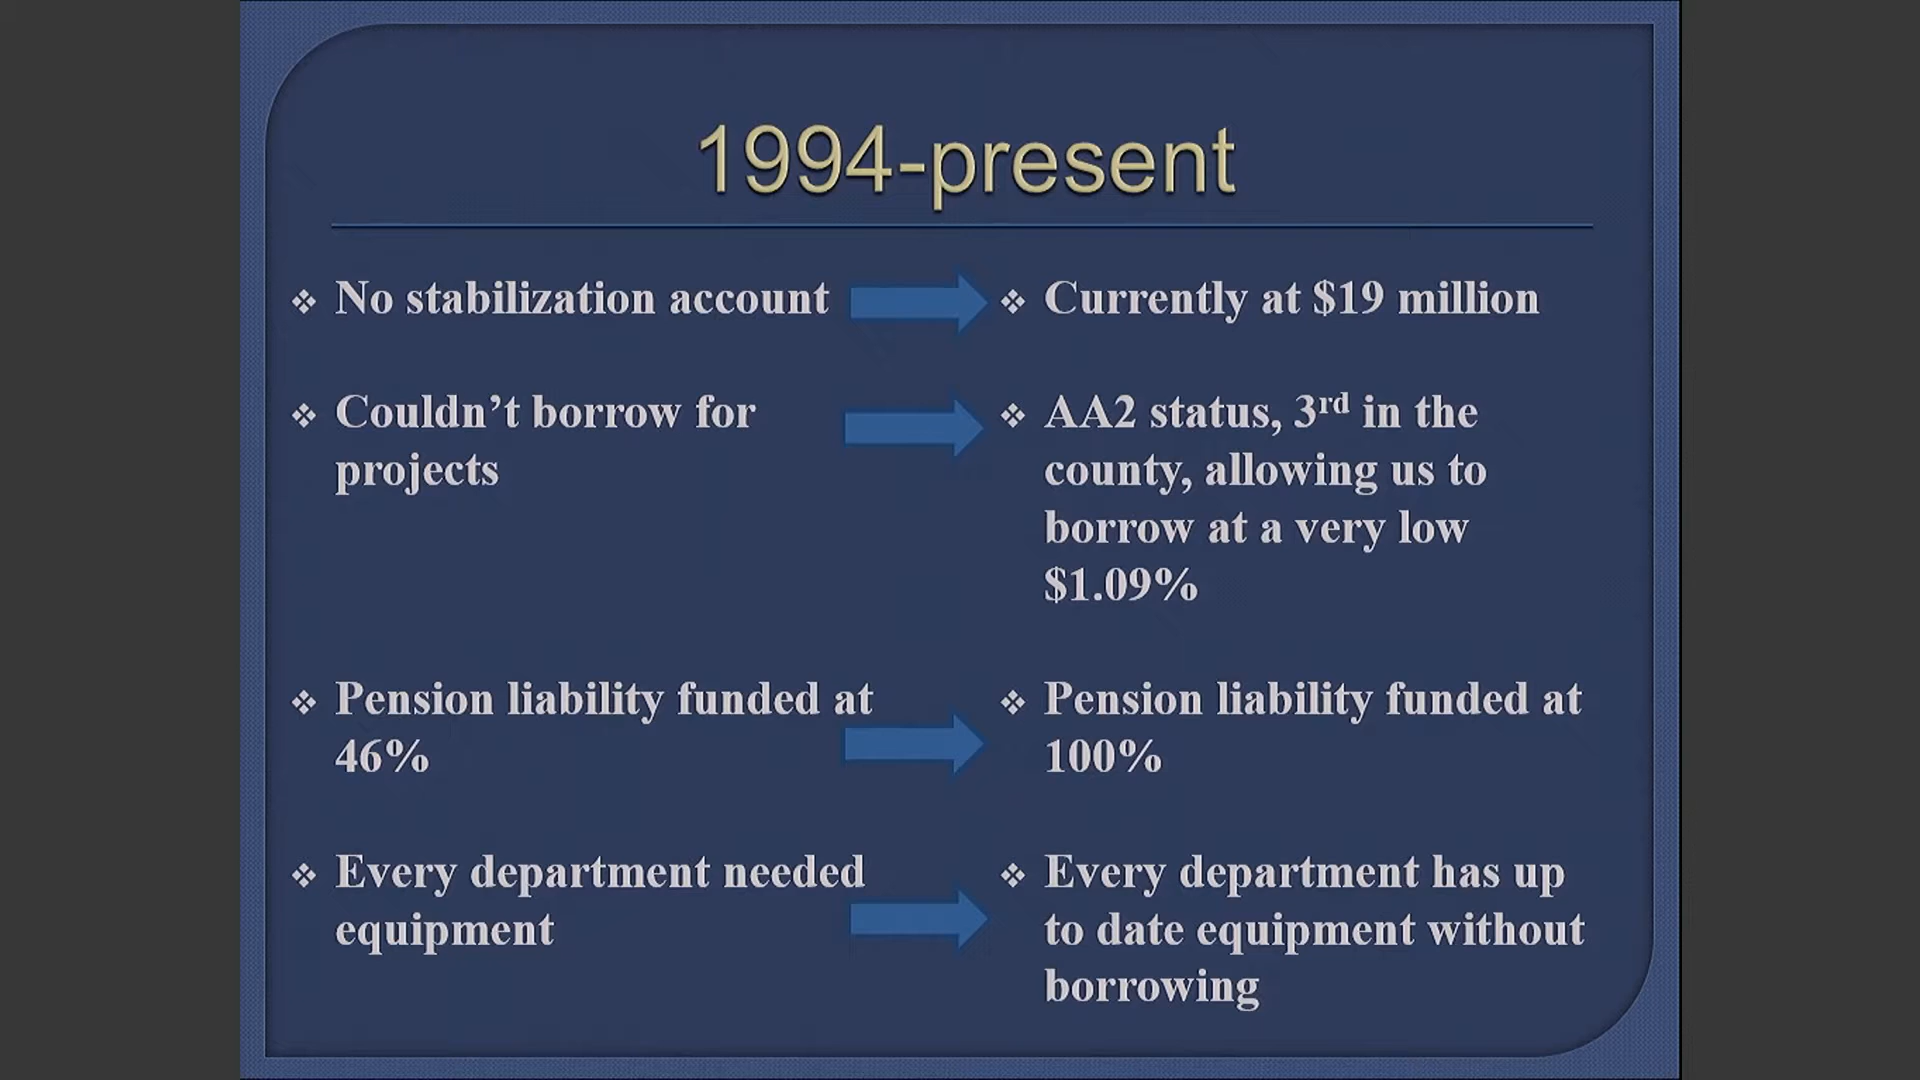 1994-present
❖ No stabilization account
❖ Currently at $19 million
❖ Couldn’t borrow for
projects
❖ AA2 status, 3rd in the
county, allowing us to
borrow at a very low
$1.09%
❖ Pension liability funded at
46%
❖ Pension liability funded at
100%
❖ Every department needed
equipment
❖ Every department has up
to date equipment without
borrowing